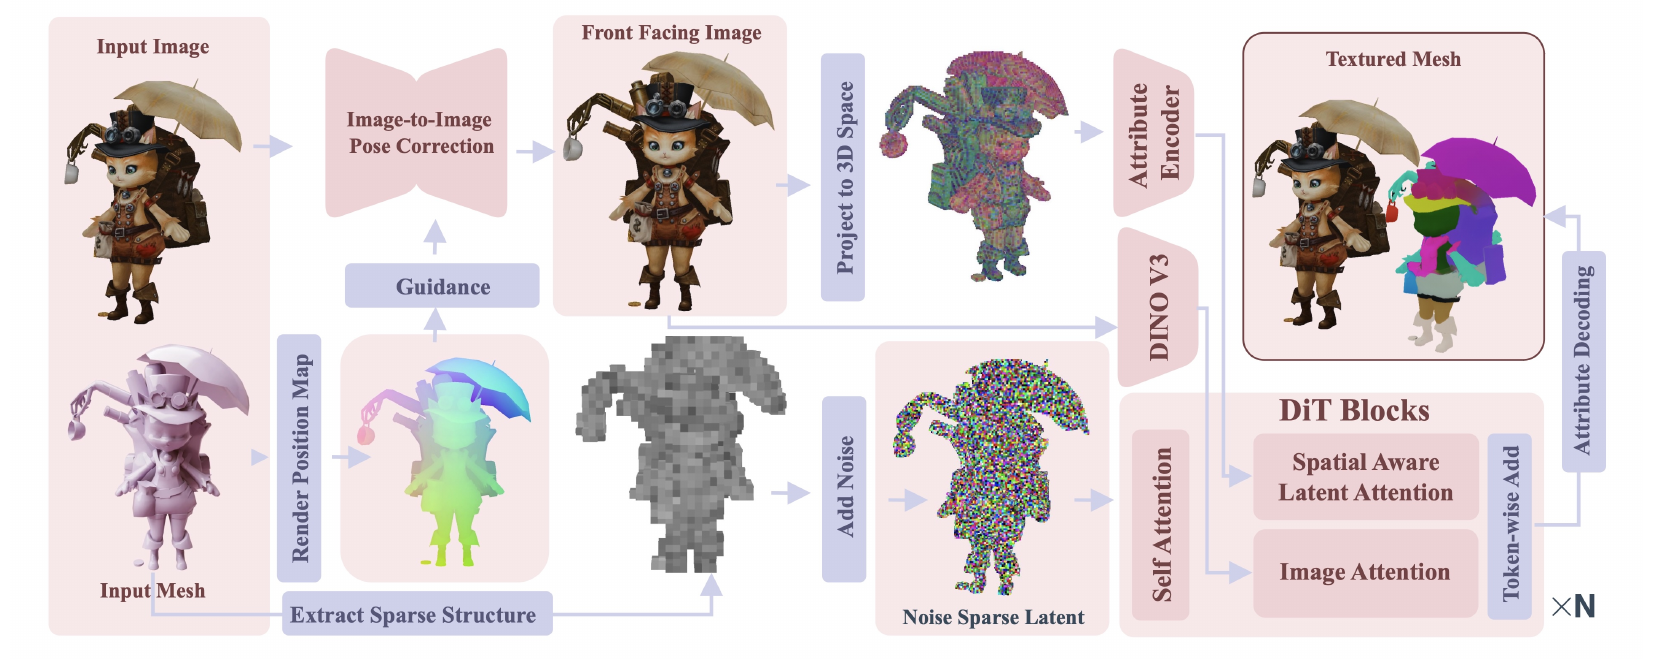 Input Image
Image-to-Image
Pose Correction
Guidance
Front Facing Image
Project to 3D Space
Attribute
Encoder
DINO V3
Textured Mesh
Attribute Decoding
Input Mesh
Render Position Map
Extract Sparse Structure
Add Noise
Noise Sparse Latent
DiT Blocks
Self Attention
Spatial Aware
Latent Attention
Image Attention
Token-wise Add
×N